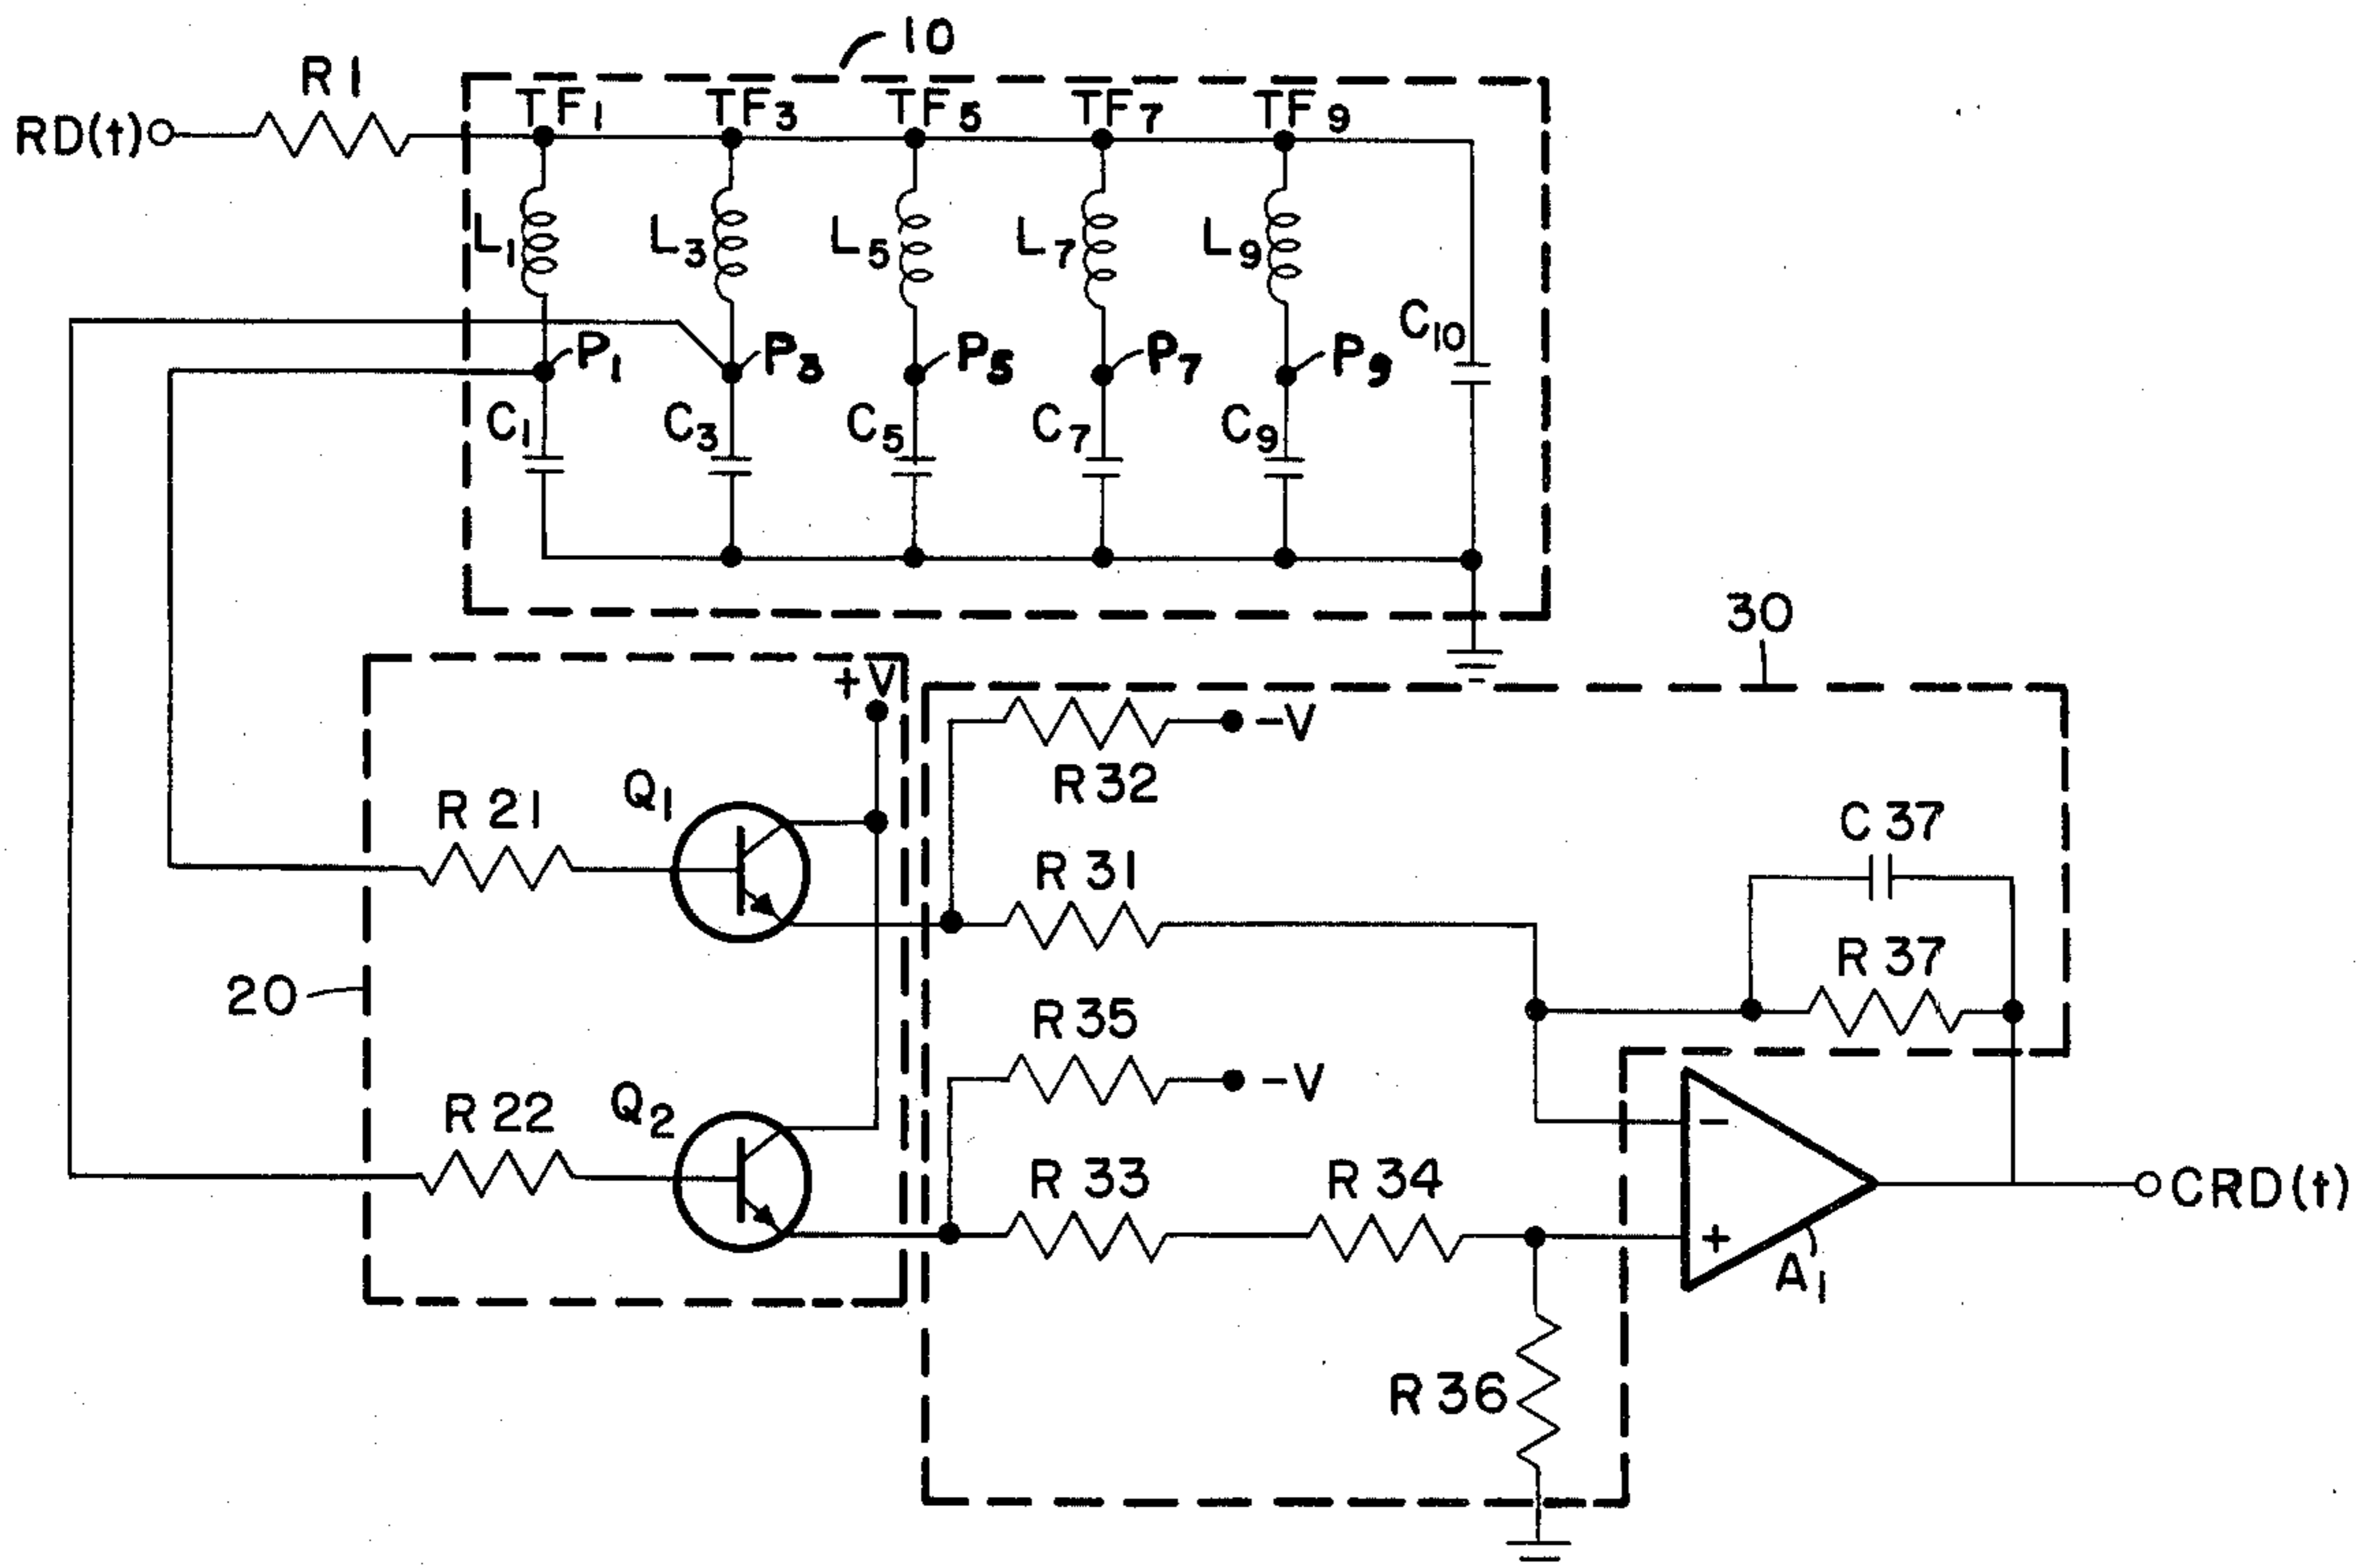 10
R1
RD(t)
TF1 TF3 TF5 TF7 TF9
L1 L3 L5 L7 L9
C10
P1 P3 P5 P7 P9
C1 C3 C5 C7 C9
30
+V
-V
R32
Q1
R21
C37
R31
R37
20
R35
-V
Q2
R22
-
R33 R34
CRD(t)
+
A1
R36